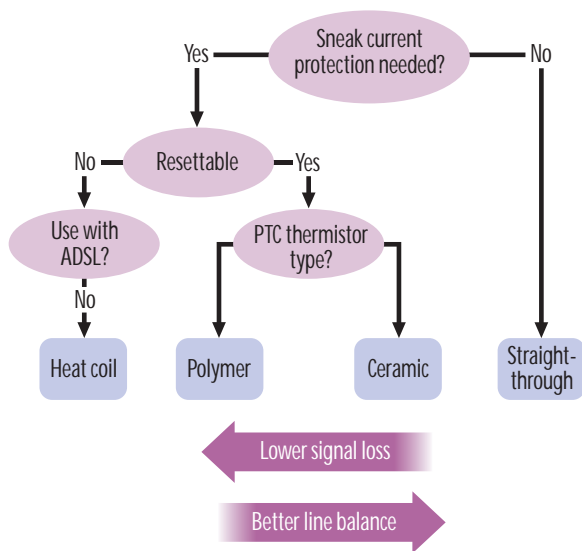 Sneak current
protection needed?
Yes
No
Resettable
No
Yes
Use with
ADSL?
PTC thermistor
type?
No
Heat coil
Polymer
Ceramic
Straight-
through
Lower signal loss
Better line balance